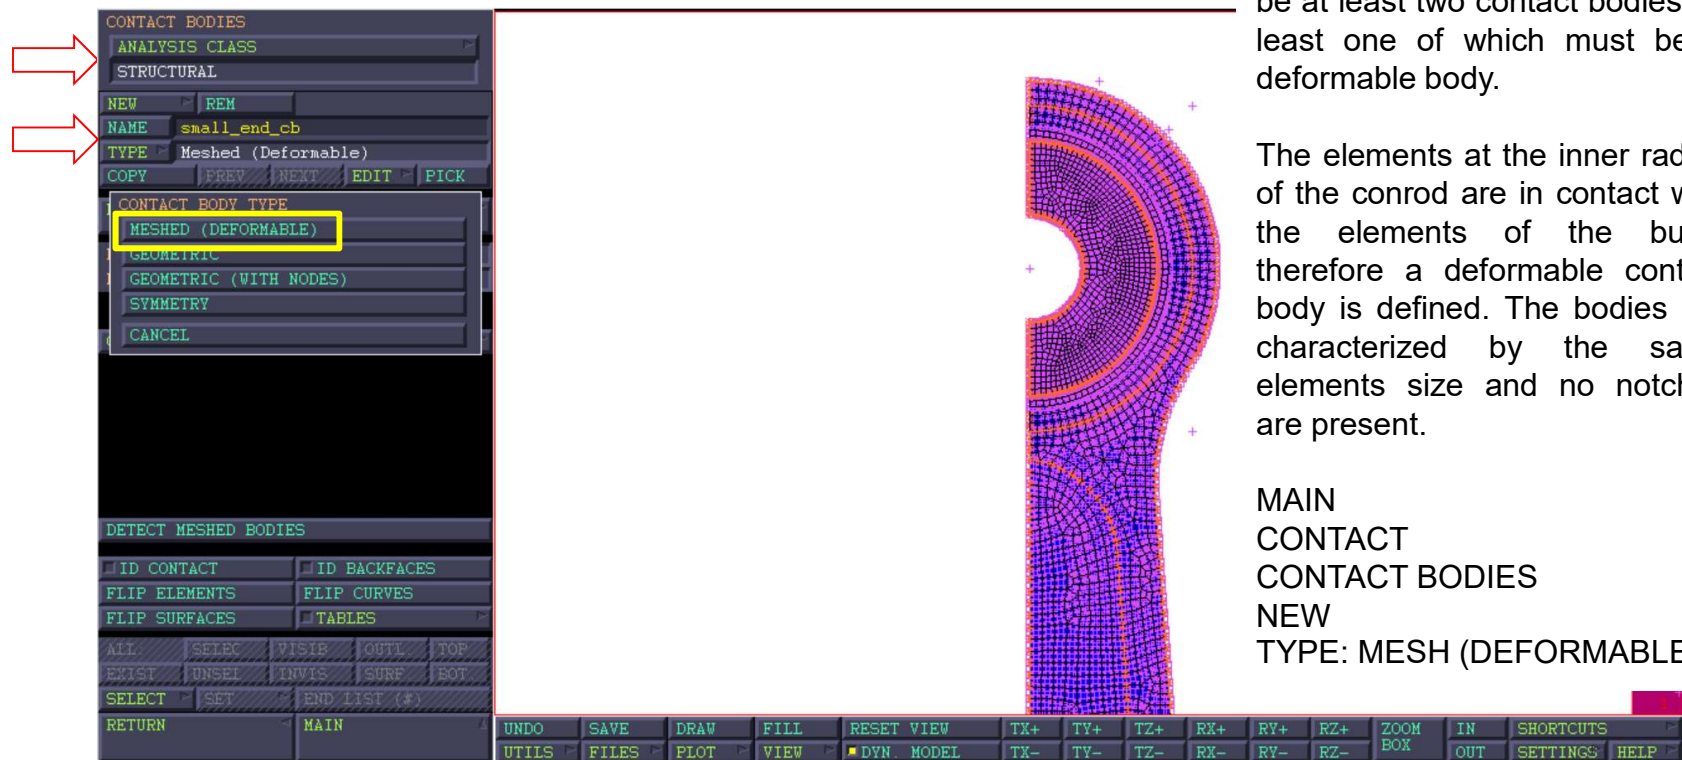 CONTACT BODIES
ANALYSIS CLASS
STRUCTURAL
NEW REM
NAME small_end_cb
TYPE Meshed (Deformable)
COPY PREV NEXT EDIT PICK
CONTACT BODY TYPE
MESHED (DEFORMABLE)
GEOMETRIC
GEOMETRIC (WITH NODES)
SYMMETRY
CANCEL
DETECT MESHED BODIES
ID CONTACT ID BACKFACES
FLIP ELEMENTS FLIP CURVES
FLIP SURFACES TABLES
ALL: SELEC VISIB OUTL TOP
EXIST UNSEL INVIS SURF BOT
SELECT SET END LIST (#)
RETURN MAIN
be at least two contact bodies
least one of which must be
deformable body.
The elements at the inner rad
of the conrod are in contact w
the elements of the bu
therefore a deformable cont
body is defined. The bodies
characterized by the sa
elements size and no notch
are present.
MAIN
CONTACT
CONTACT BODIES
NEW
TYPE: MESH (DEFORMABLE
UNDO SAVE DRAW FILL RESET VIEW TX+ TY+ TZ+ RX+ RY+ RZ+ ZOOM BOX IN SHORTCUTS
UTILS FILES PLOT VIEW DYN. MODEL TX- TY- TZ- RX- RY- RZ- OUT SETTINGS HELP